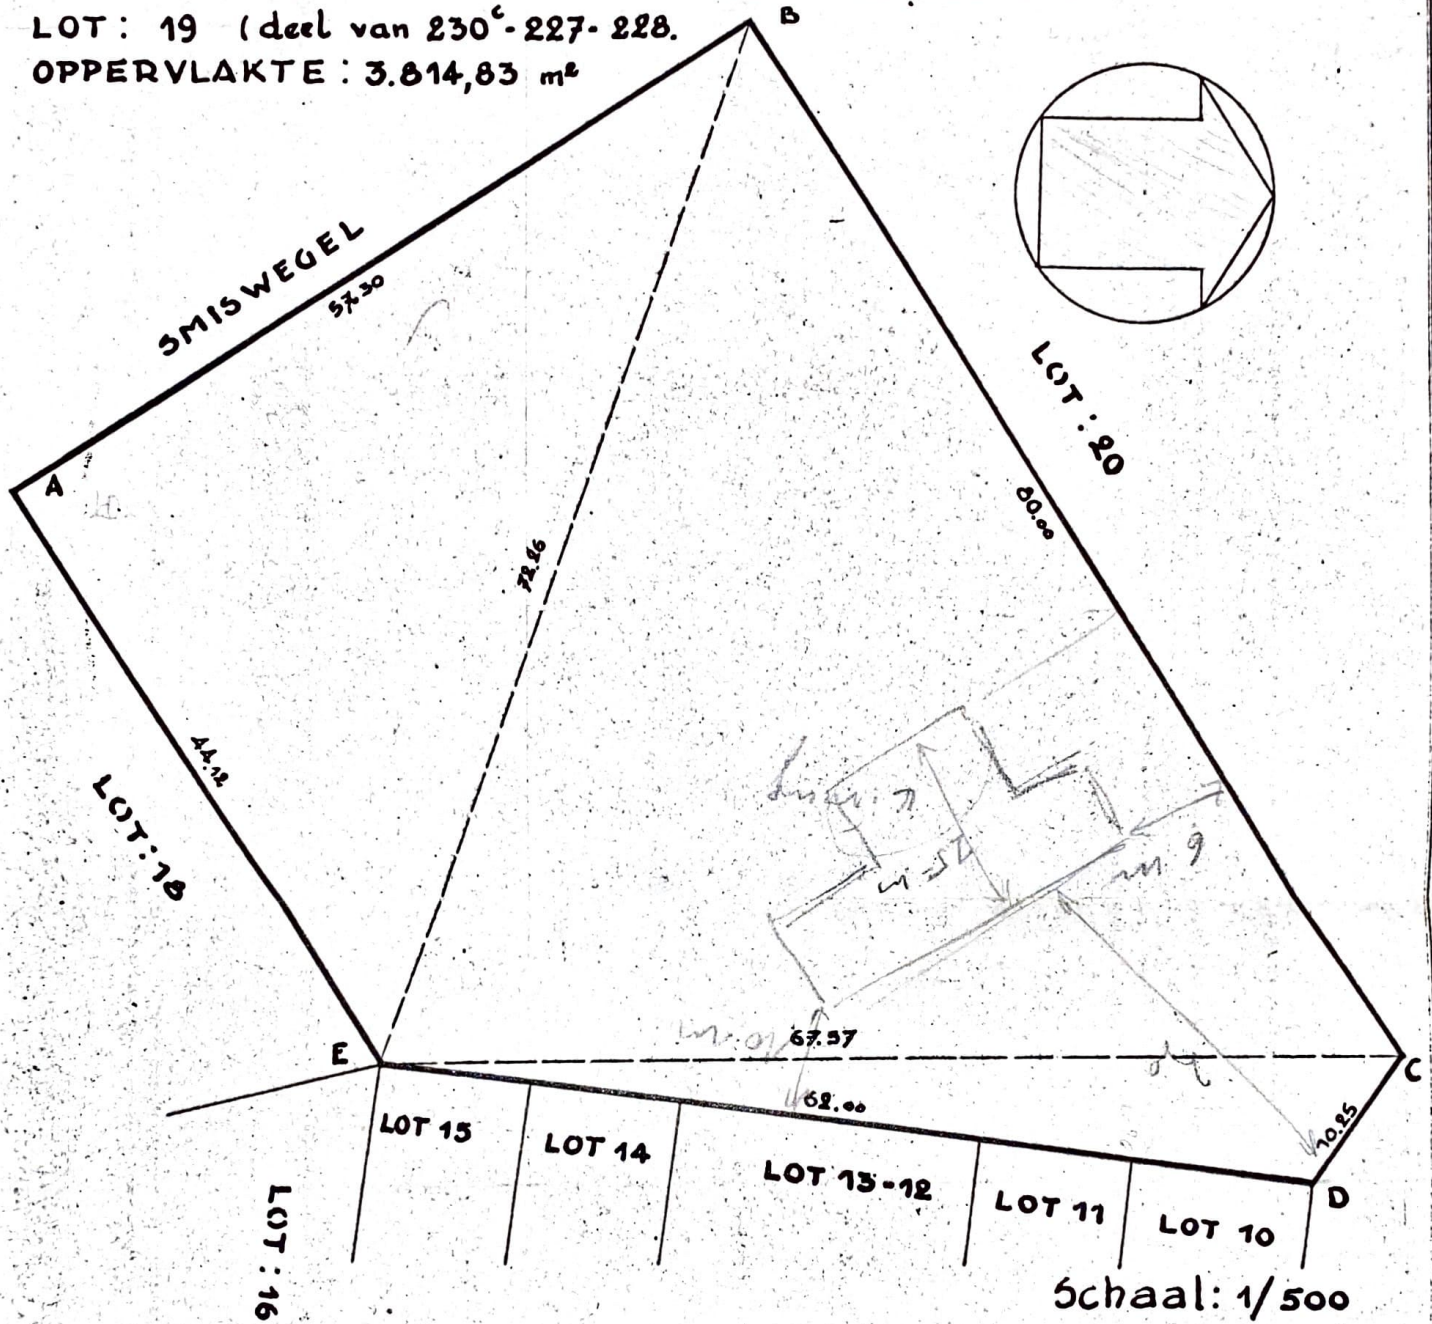 LOT : 19 (deel van 230ᶜ-227-228.
OPPERVLAKTE : 3.814,83 m²
B
SMISWEGEL
57.30
LOT : 20
80.00
A
72.26
44.12
LOT : 18
6 m
E
67.57
C
62.00
10.25
D
LOT 15
LOT 14
LOT 13-12
LOT 11
LOT 10
LOT : 16
Schaal: 1/500